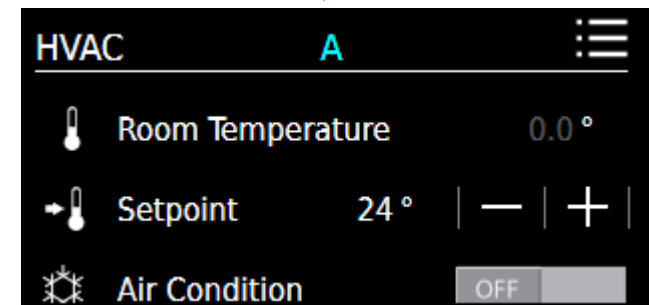 HVAC A
Room Temperature 0.0 °
Setpoint 24 °
Air Condition OFF